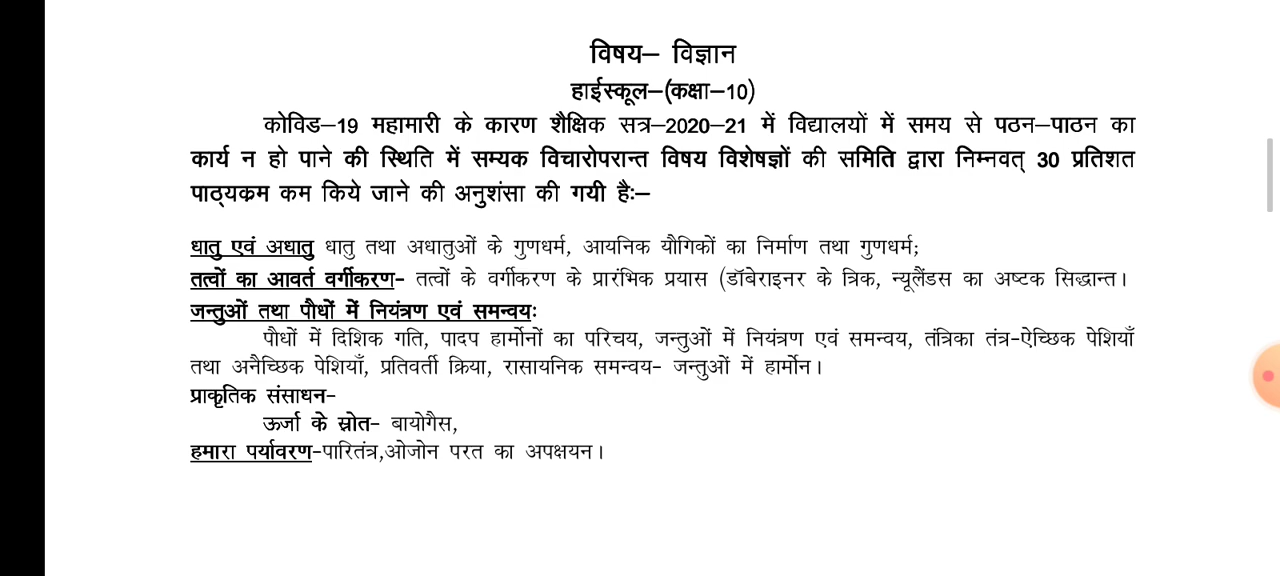 विषय– विज्ञान
हाईस्कूल–(कक्षा–10)
कोविड–19 महामारी के कारण शैक्षिक सत्र–2020–21 में विद्यालयों में समय से पठन–पाठन का
कार्य न हो पाने की स्थिति में सम्यक विचारोपरान्त विषय विशेषज्ञों की समिति द्वारा निम्नवत् 30 प्रतिशत
पाठ्यक्रम कम किये जाने की अनुशंसा की गयी हैः–
धातु एवं अधातु धातु तथा अधातुओं के गुणधर्म, आयनिक यौगिकों का निर्माण तथा गुणधर्म;
तत्वों का आवर्त वर्गीकरण- तत्वों के वर्गीकरण के प्रारंभिक प्रयास (डॉबेराइनर के त्रिक, न्यूलैंडस का अष्टक सिद्धान्त।
जन्तुओं तथा पौधों में नियंत्रण एवं समन्वयः
पौधों में दिशिक गति, पादप हार्मोनों का परिचय, जन्तुओं में नियंत्रण एवं समन्वय, तंत्रिका तंत्र-ऐच्छिक पेशियाँ
तथा अनैच्छिक पेशियाँ, प्रतिवर्ती क्रिया, रासायनिक समन्वय- जन्तुओं में हार्मोन।
प्राकृतिक संसाधन-
ऊर्जा के स्रोत- बायोगैस,
हमारा पर्यावरण-पारितंत्र,ओजोन परत का अपक्षयन।